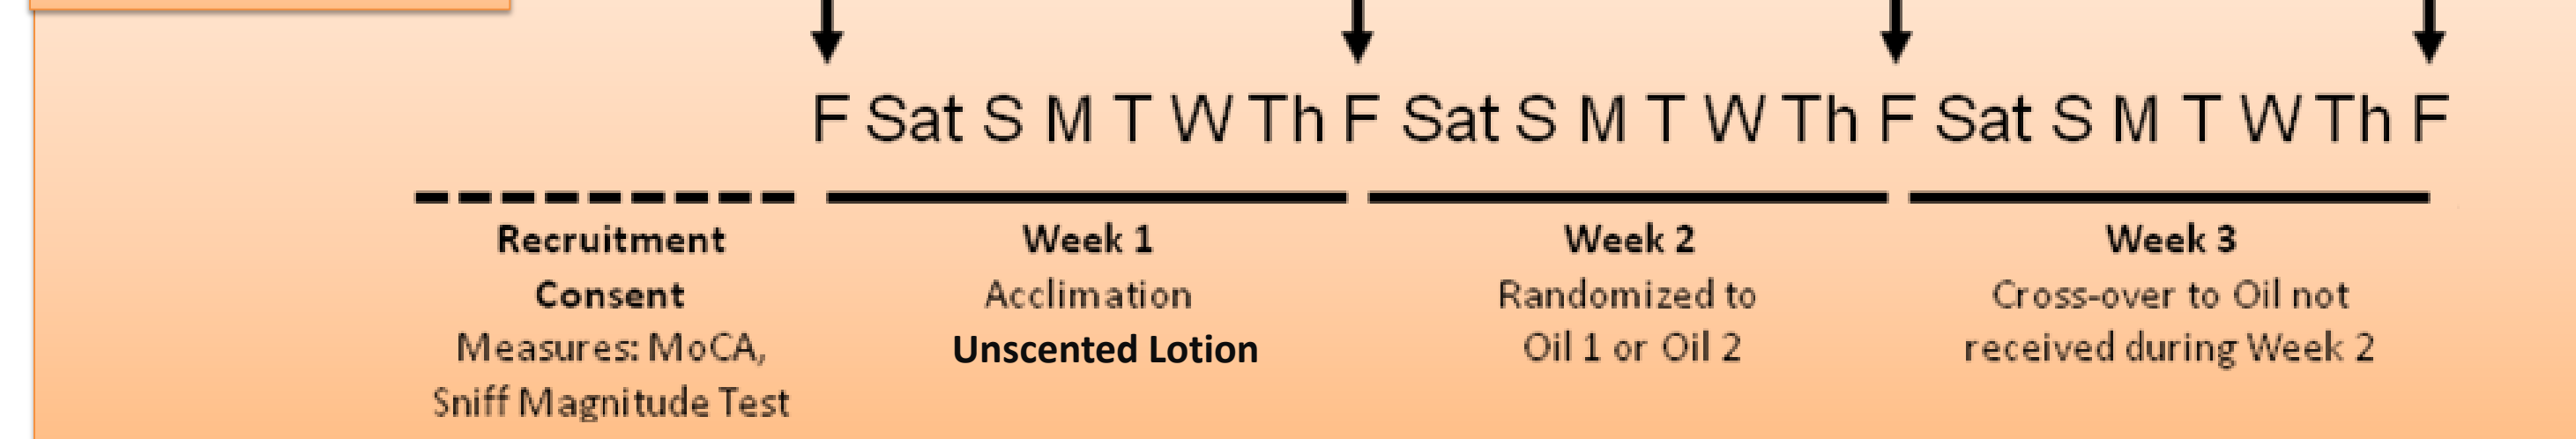 F Sat S M T W Th F Sat S M T W Th F Sat S M T W Th F
Recruitment
Consent
Measures: MoCA,
Sniff Magnitude Test
Week 1
Acclimation
Unscented Lotion
Week 2
Randomized to
Oil 1 or Oil 2
Week 3
Cross-over to Oil not
received during Week 2